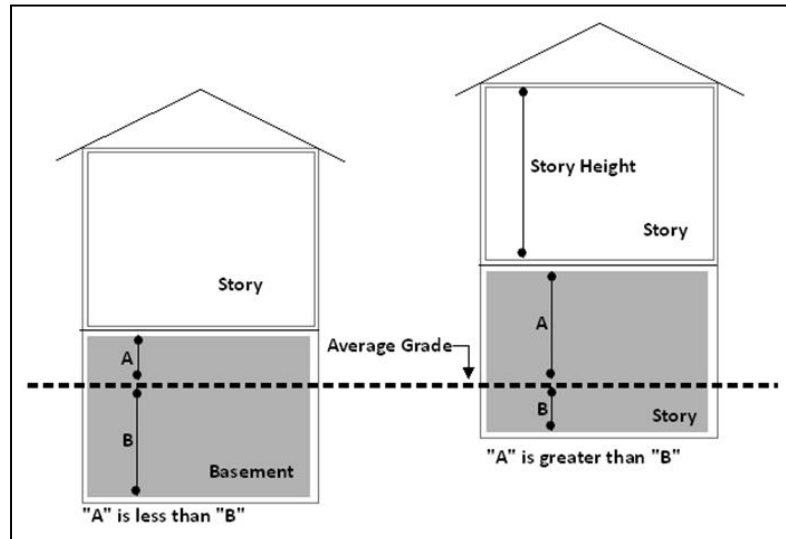 Story
A
B
Basement
"A" is less than "B"
Average Grade
Story Height
Story
A
B
Story
"A" is greater than "B"